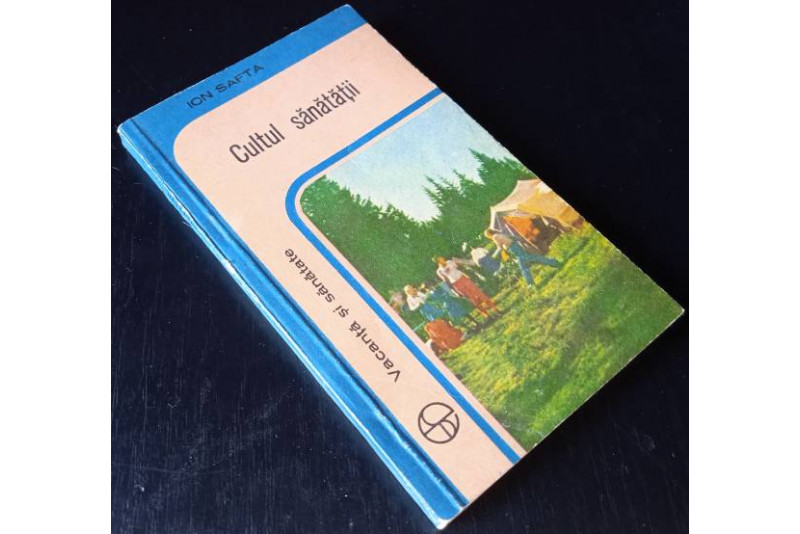 ION SAFTA
Cultul sănătății
Vacanță și sănătate